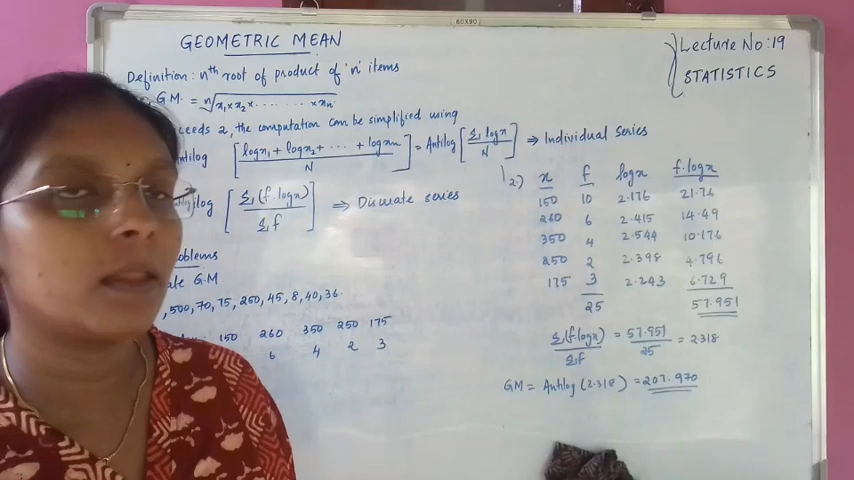 60X90
GEOMETRIC MEAN
Lecture No: 19
STATISTICS
Definition: nth root of product of 'n' items
G.M. = ⁿ√x₁×x₂×.........×xₙ
exceeds 2, the computation can be simplified using
Antilog [logx₁ + logx₂+ ... + logxn / N] = Antilog [Σ logx / N] ⇒ Individual Series
Antilog [Σ(f logx) / Σf] ⇒ Discrete series
Problems
G.M
500, 70, 75, 250, 45, 8, 40, 36.
150 260 350 250 175
6 4 2 3
2) x f logx f.logx
150 10 2.176 21.76
260 6 2.415 14.49
350 4 2.544 10.176
250 2 2.398 4.796
175 3 2.243 6.729
25 57.951
Σ(f logx) / Σf = 57.951 / 25 = 2.318
GM = Antilog (2.318) = 207.970